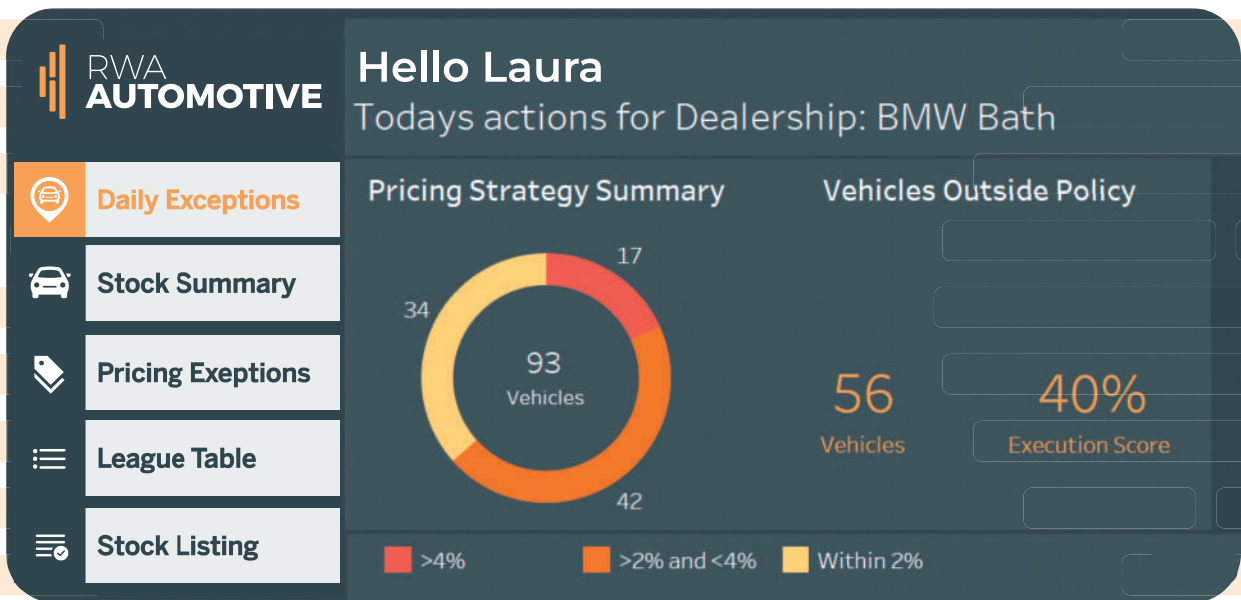 RWA
AUTOMOTIVE
Hello Laura
Todays actions for Dealership: BMW Bath
Daily Exceptions
Stock Summary
Pricing Exeptions
League Table
Stock Listing
Pricing Strategy Summary
17
34
93
Vehicles
42
Vehicles Outside Policy
56
Vehicles
40%
Execution Score
>4%
>2% and <4%
Within 2%